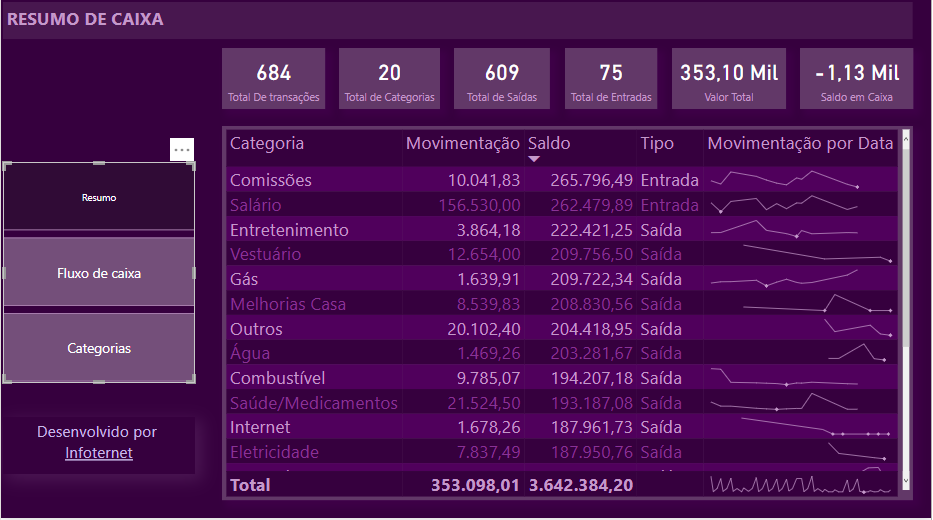 RESUMO DE CAIXA
684
Total De transações
20
Total de Categorias
609
Total de Saídas
75
Total de Entradas
353,10 Mil
Valor Total
-1,13 Mil
Saldo em Caixa
Resumo
Fluxo de caixa
Categorias
Desenvolvido por
Infoternet
Categoria Movimentação Saldo Tipo Movimentação por Data
Comissões 10.041,83 265.796,49 Entrada
Salário 156.530,00 262.479,89 Entrada
Entretenimento 3.864,18 222.421,25 Saída
Vestuário 12.654,00 209.756,50 Saída
Gás 1.639,91 209.722,34 Saída
Melhorias Casa 8.539,83 208.830,56 Saída
Outros 20.102,40 204.418,95 Saída
Água 1.469,26 203.281,67 Saída
Combustível 9.785,07 194.207,18 Saída
Saúde/Medicamentos 21.524,50 193.187,08 Saída
Internet 1.678,26 187.961,73 Saída
Eletricidade 7.837,49 187.950,76 Saída
Total 353.098,01 3.642.384,20